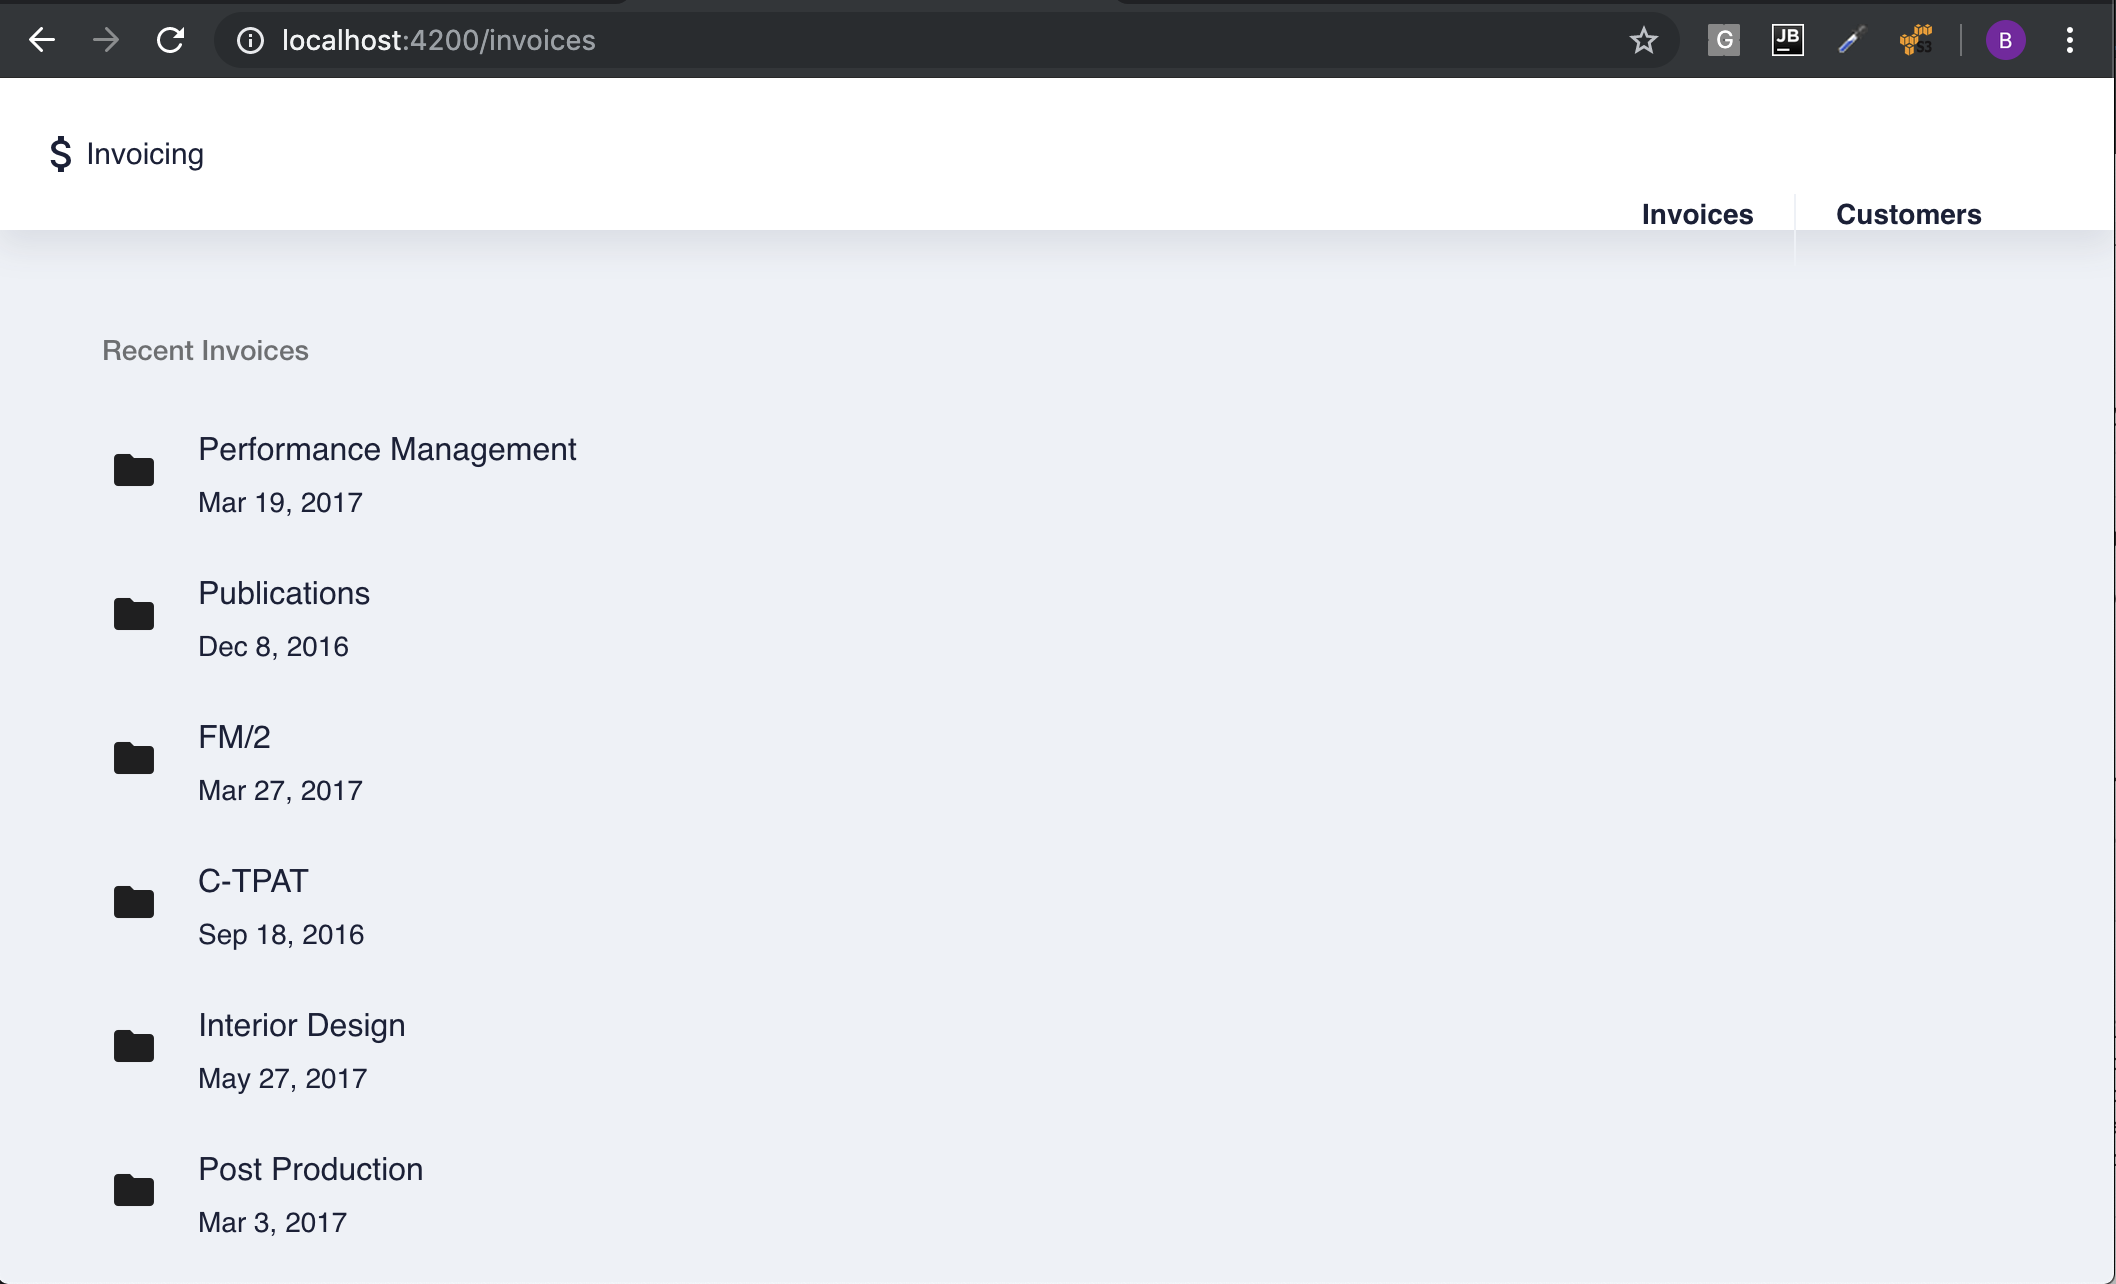 localhost:4200/invoices
G
JB
S3
B
$ Invoicing
Invoices
Customers
Recent Invoices
Performance Management
Mar 19, 2017
Publications
Dec 8, 2016
FM/2
Mar 27, 2017
C-TPAT
Sep 18, 2016
Interior Design
May 27, 2017
Post Production
Mar 3, 2017